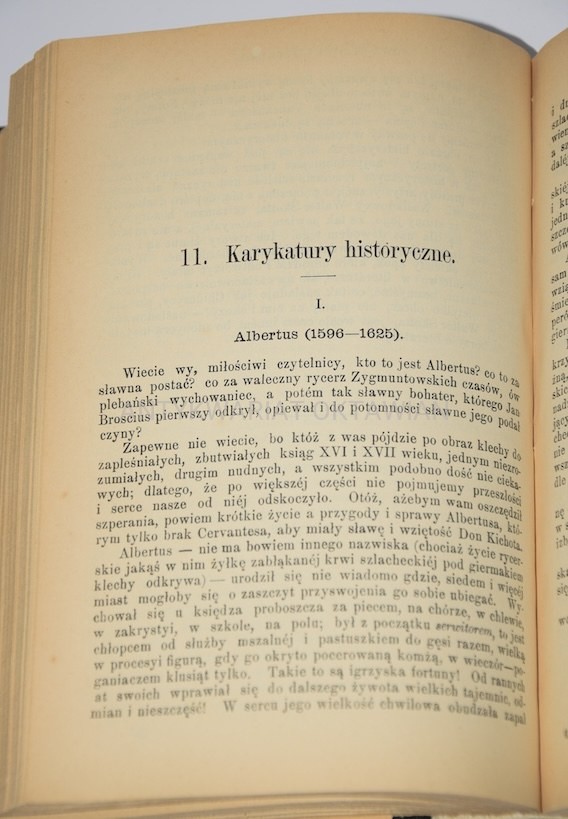 11. Karykatury historyczne.
I.
Albertus (1596—1625).
Wiecie wy, miłościwi czytelnicy, kto to jest Albertus? co to za
sławna postać? co za waleczny rycerz Zygmuntowskich czasów, ów
plebański wychowaniec, a potém tak sławny bohater, którego Jan
Broscius pierwszy odkrył, opiewał i do potomności sławne jego podał
czyny?
Zapewne nie wiecie, bo któż z was pójdzie po obraz klechy do
zapleśniałych, zbutwiałych ksiąg XVI i XVII wieku, jednym niezro-
zumiałych, drugim nudnych, a wszystkim podobno dość nie cieka-
wych; dlatego, że po większéj części nie pojmujemy przeszłości
i serce nasze od niéj odskoczyło. Otóż, ażebym wam oszczędził
szperania, powiem krótkie życie a przygody i sprawy Albertusa, któ-
rym tylko brak Cervantesa, aby miały sławę i wziętość Don Kichota.
Albertus — nie ma bowiem innego nazwiska (chociaż życie rycer-
skie jakąś w nim żyłkę zabłąkanéj krwi szlacheckiéj pod giermakiem
klechy odkrywa) — urodził się nie wiadomo gdzie, siedem i więcéj
miast mogłoby się o zaszczyt przyswojenia go sobie ubiegać. Wy-
chował się u księdza proboszcza za piecem, na chórze, w chlewie,
w zakrystyi, w szkole, na polu; był z początku servitorem, to jest
chłopcem od służby mszalnéj i pastuszkiem do gęsi razem, wielką
w procesyi figurą, gdy go okryto pocerowaną komżą, w wieczór—po-
ganiaczem klusiąt tylko. Takie to są igrzyska fortuny! Od rannych
at swoich wprawiał się do dalszego żywota wielkich tajemnic, od-
mian i nieszczęść! W sercu jego wielkość chwilowa obudzała zapał